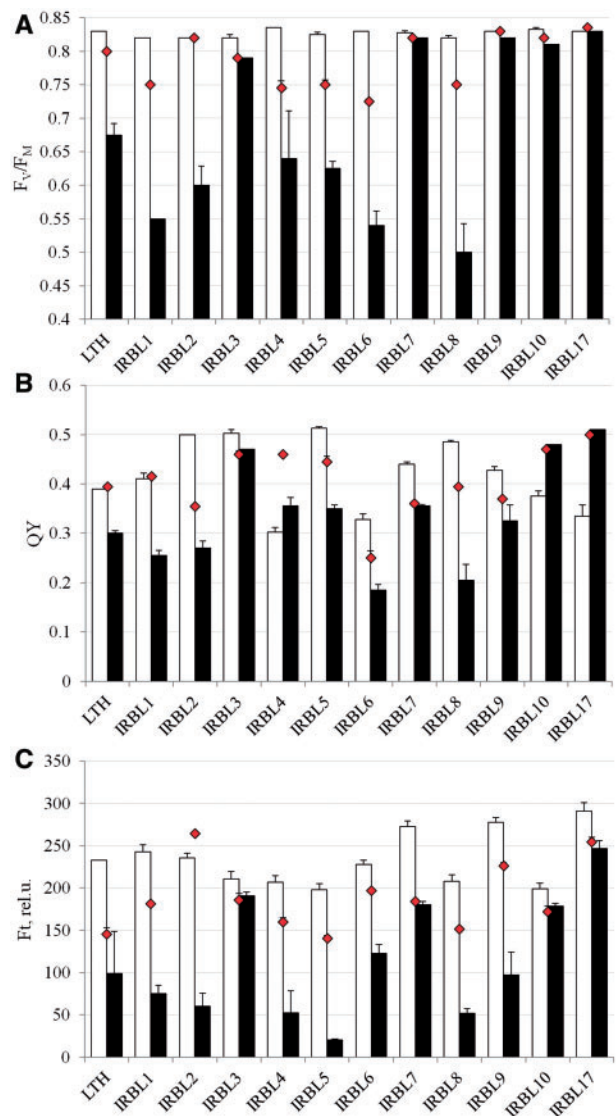 A
0.85
0.8
0.75
0.7
0.65
0.6
0.55
0.5
0.45
0.4
FV/FM
LTH
IRBL1
IRBL2
IRBL3
IRBL4
IRBL5
IRBL6
IRBL7
IRBL8
IRBL9
IRBL10
IRBL17
B
0.6
0.5
0.4
0.3
0.2
0.1
0
QY
LTH
IRBL1
IRBL2
IRBL3
IRBL4
IRBL5
IRBL6
IRBL7
IRBL8
IRBL9
IRBL10
IRBL17
C
350
300
250
200
150
100
50
0
Ft, rel.u.
LTH
IRBL1
IRBL2
IRBL3
IRBL4
IRBL5
IRBL6
IRBL7
IRBL8
IRBL9
IRBL10
IRBL17